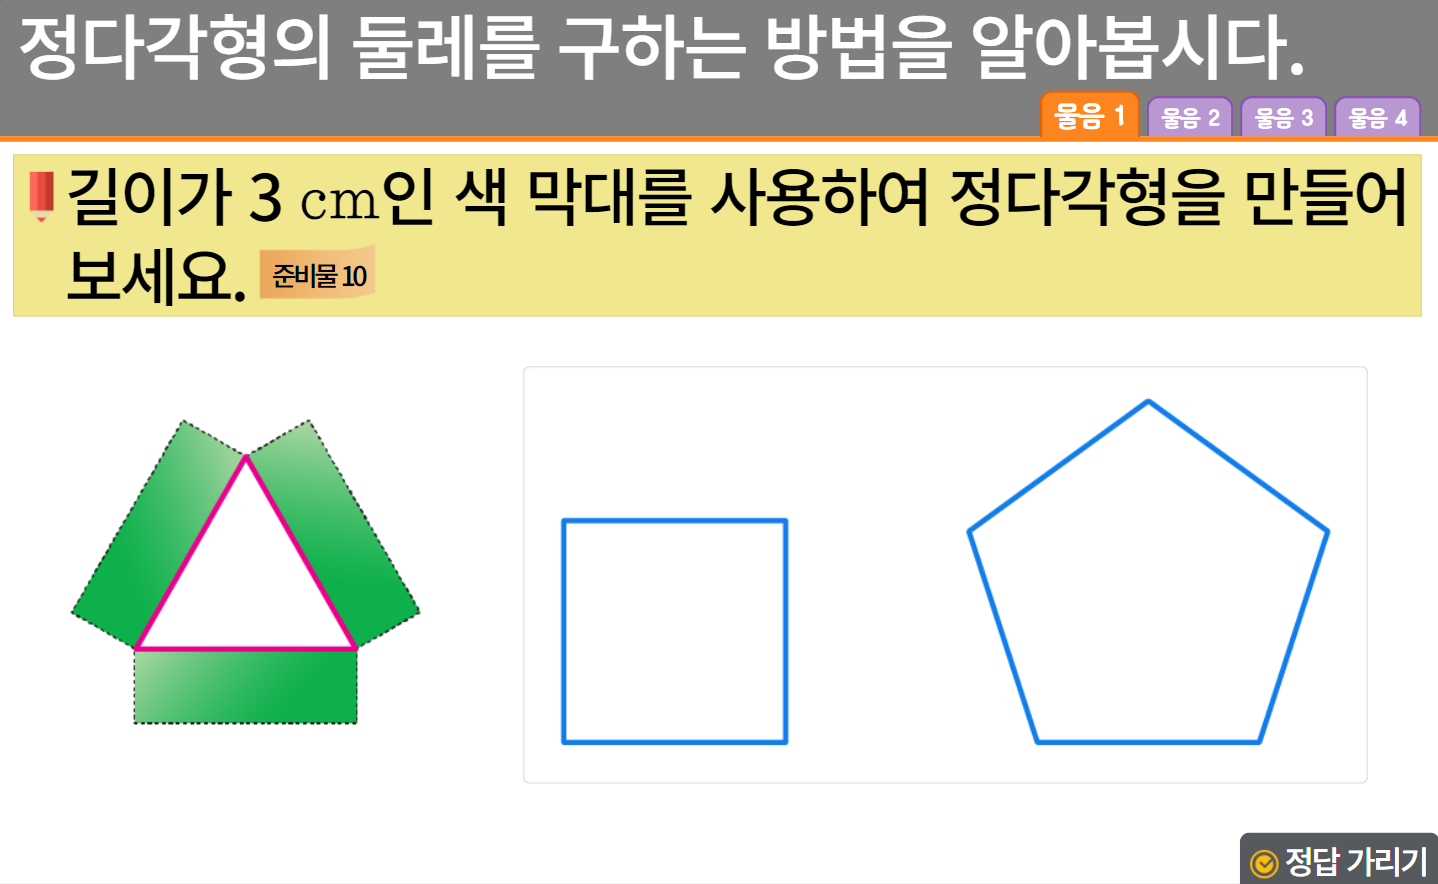 정다각형의 둘레를 구하는 방법을 알아봅시다.
물음 1 물음 2 물음 3 물음 4
길이가 3 cm인 색 막대를 사용하여 정다각형을 만들어
보세요. 준비물 10
정답 가리기